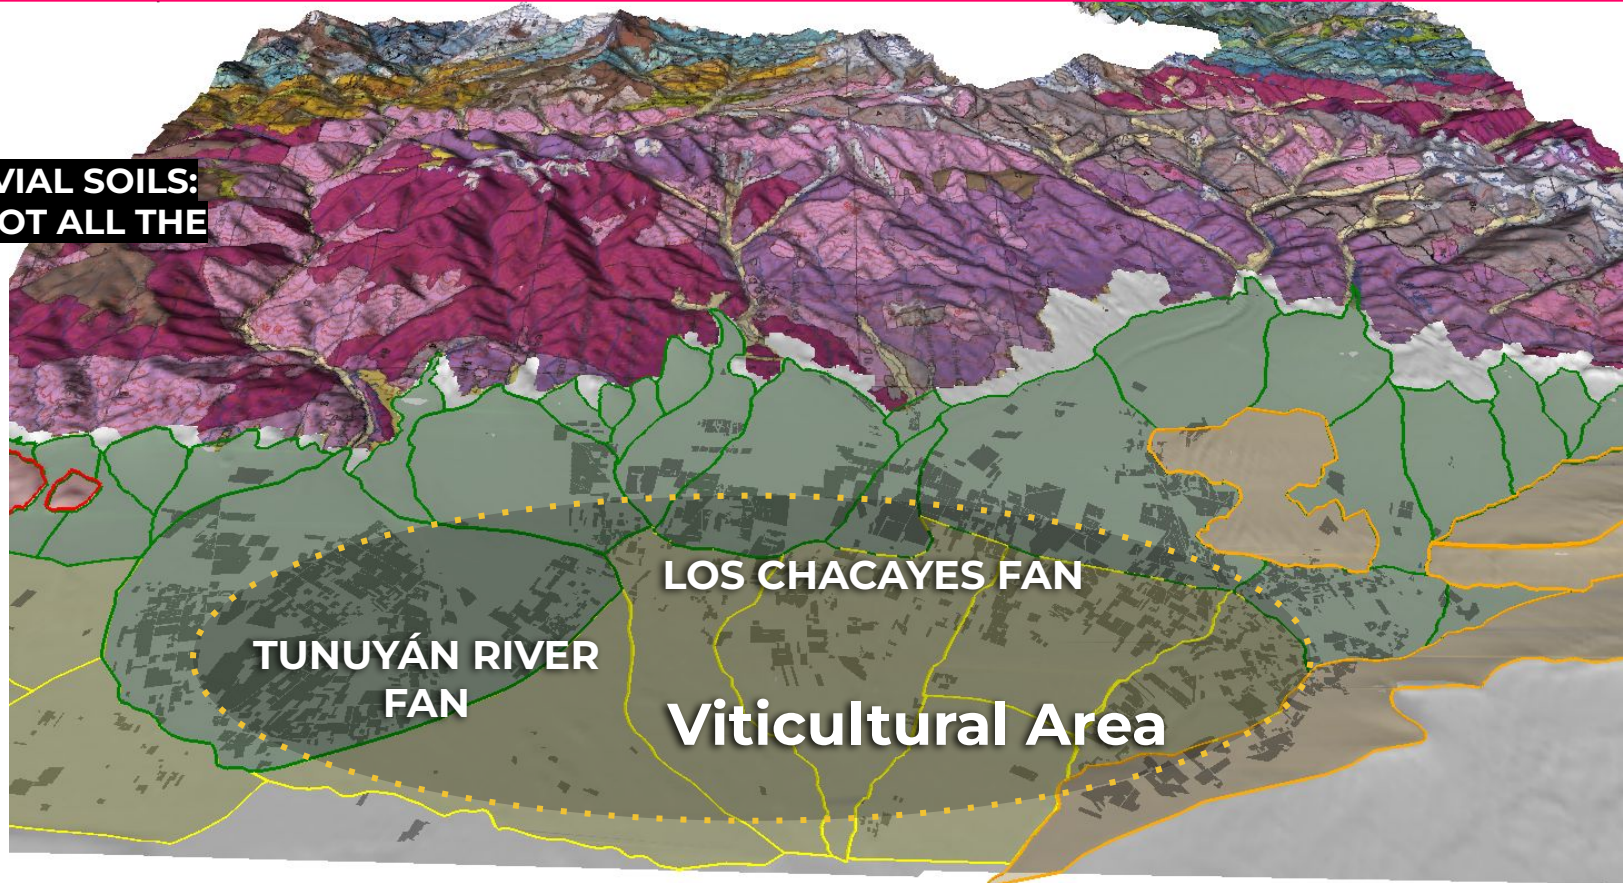 VIAL SOILS:
OT ALL THE
LOS CHACAYES FAN
TUNUYÁN RIVER
FAN
Viticultural Area